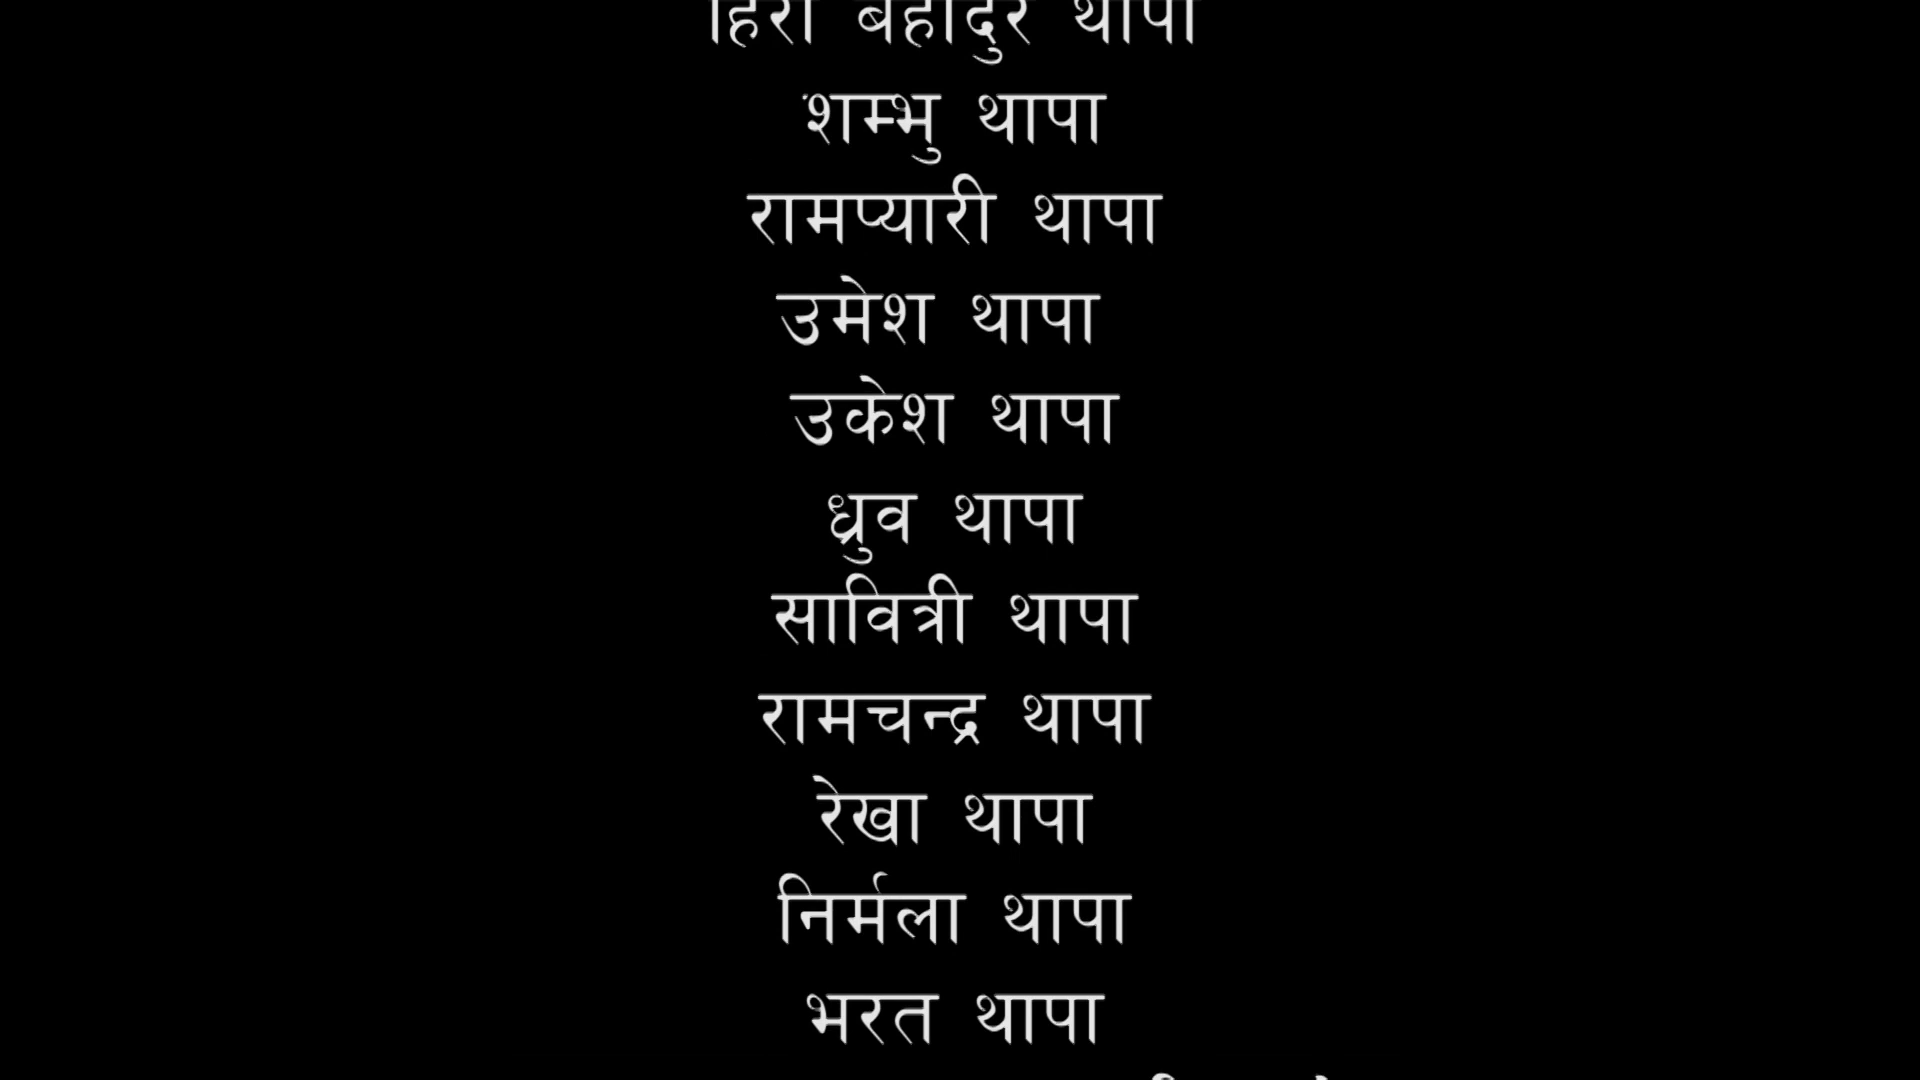 हिरा बहादुर थापा
शम्भु थापा
रामप्यारी थापा
उमेश थापा
उकेश थापा
ध्रुव थापा
सावित्री थापा
रामचन्द्र थापा
रेखा थापा
निर्मला थापा
भरत थापा